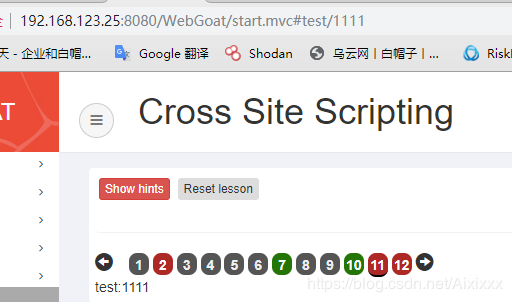 192.168.123.25:8080/WebGoat/start.mvc#test/1111
天 - 企业和白帽... Google 翻译 Shodan 乌云网丨白帽子丨... Risk
AT
Cross Site Scripting
Show hints Reset lesson
1 2 3 4 5 6 7 8 9 10 11 12
test:1111
https://blog.csdn.net/Aixixxx